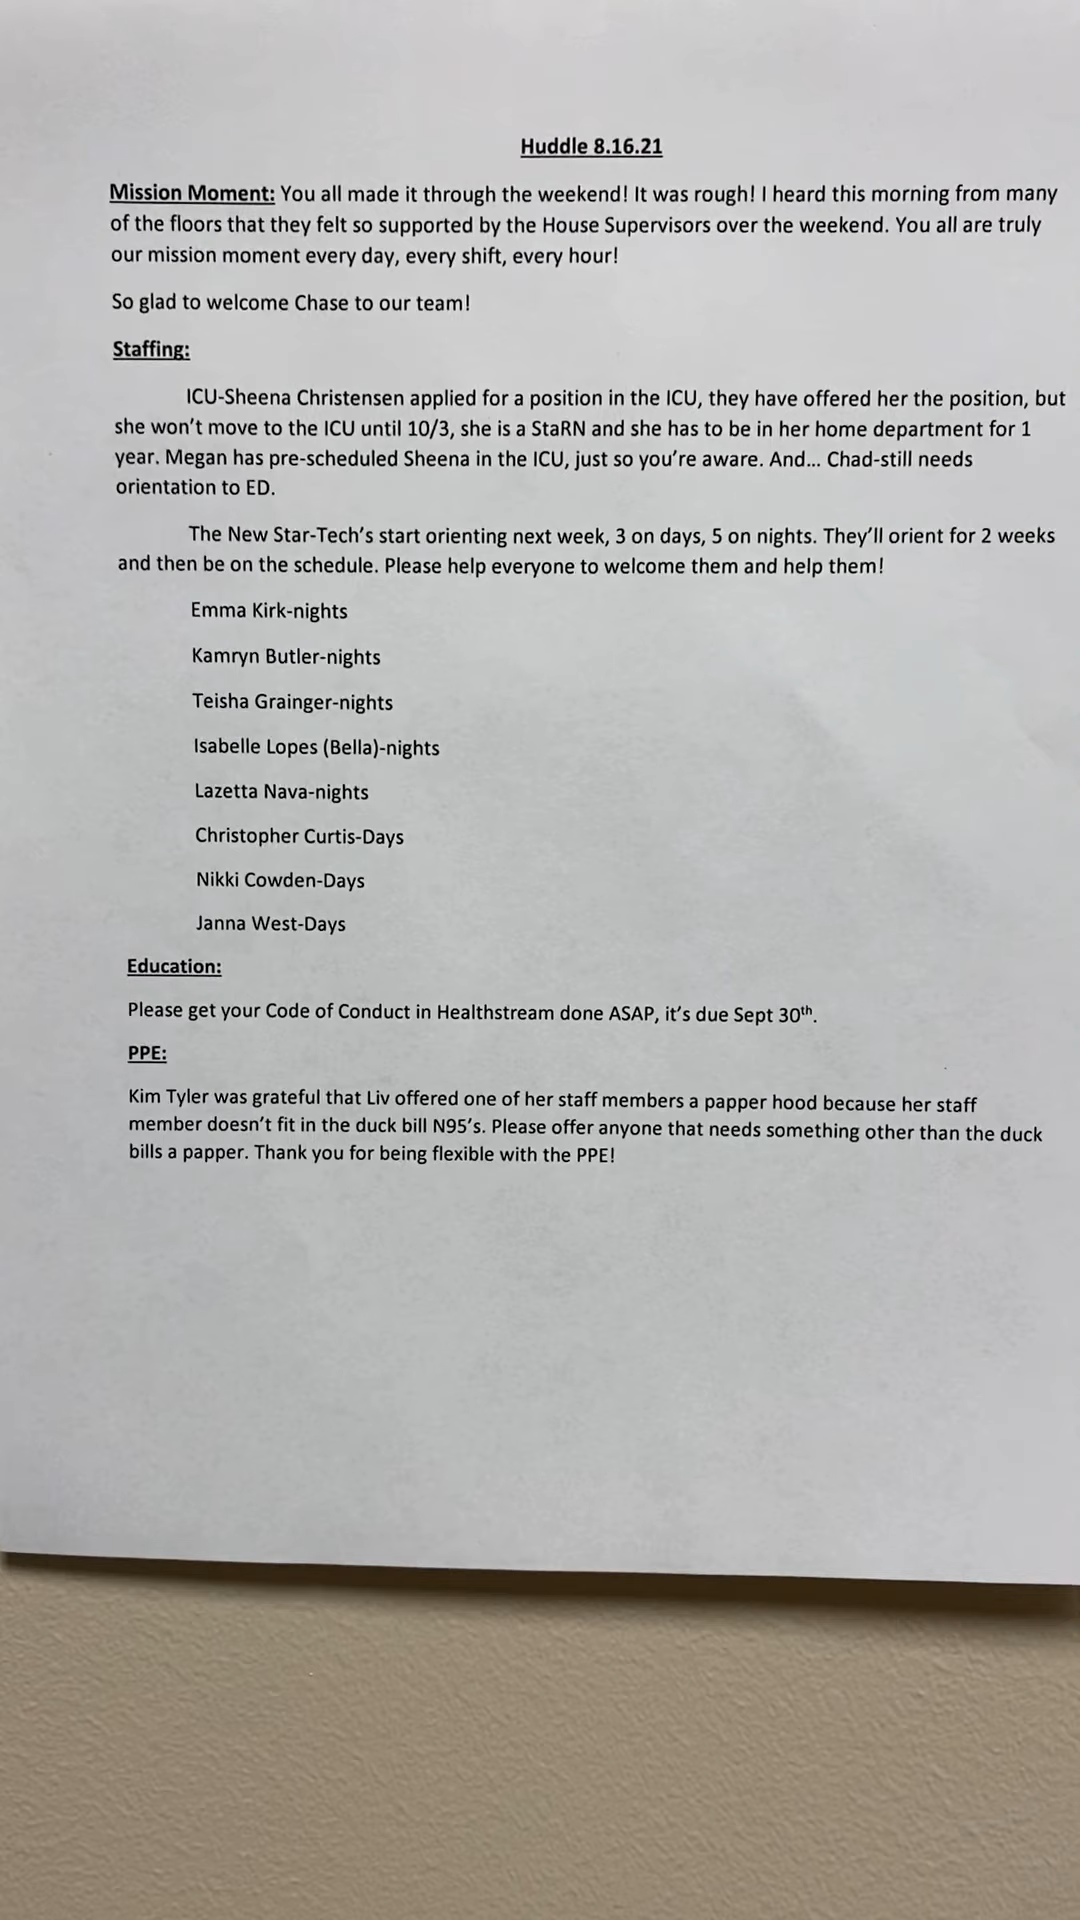 Huddle 8.16.21
Mission Moment: You all made it through the weekend! It was rough! I heard this morning from many
of the floors that they felt so supported by the House Supervisors over the weekend. You all are truly
our mission moment every day, every shift, every hour!
So glad to welcome Chase to our team!
Staffing:
ICU-Sheena Christensen applied for a position in the ICU, they have offered her the position, but
she won't move to the ICU until 10/3, she is a StaRN and she has to be in her home department for 1
year. Megan has pre-scheduled Sheena in the ICU, just so you're aware. And... Chad-still needs
orientation to ED.
The New Star-Tech's start orienting next week, 3 on days, 5 on nights. They'll orient for 2 weeks
and then be on the schedule. Please help everyone to welcome them and help them!
Emma Kirk-nights
Kamryn Butler-nights
Teisha Grainger-nights
Isabelle Lopes (Bella)-nights
Lazetta Nava-nights
Christopher Curtis-Days
Nikki Cowden-Days
Janna West-Days
Education:
Please get your Code of Conduct in Healthstream done ASAP, it's due Sept 30th.
PPE:
Kim Tyler was grateful that Liv offered one of her staff members a papper hood because her staff
member doesn't fit in the duck bill N95's. Please offer anyone that needs something other than the duck
bills a papper. Thank you for being flexible with the PPE!